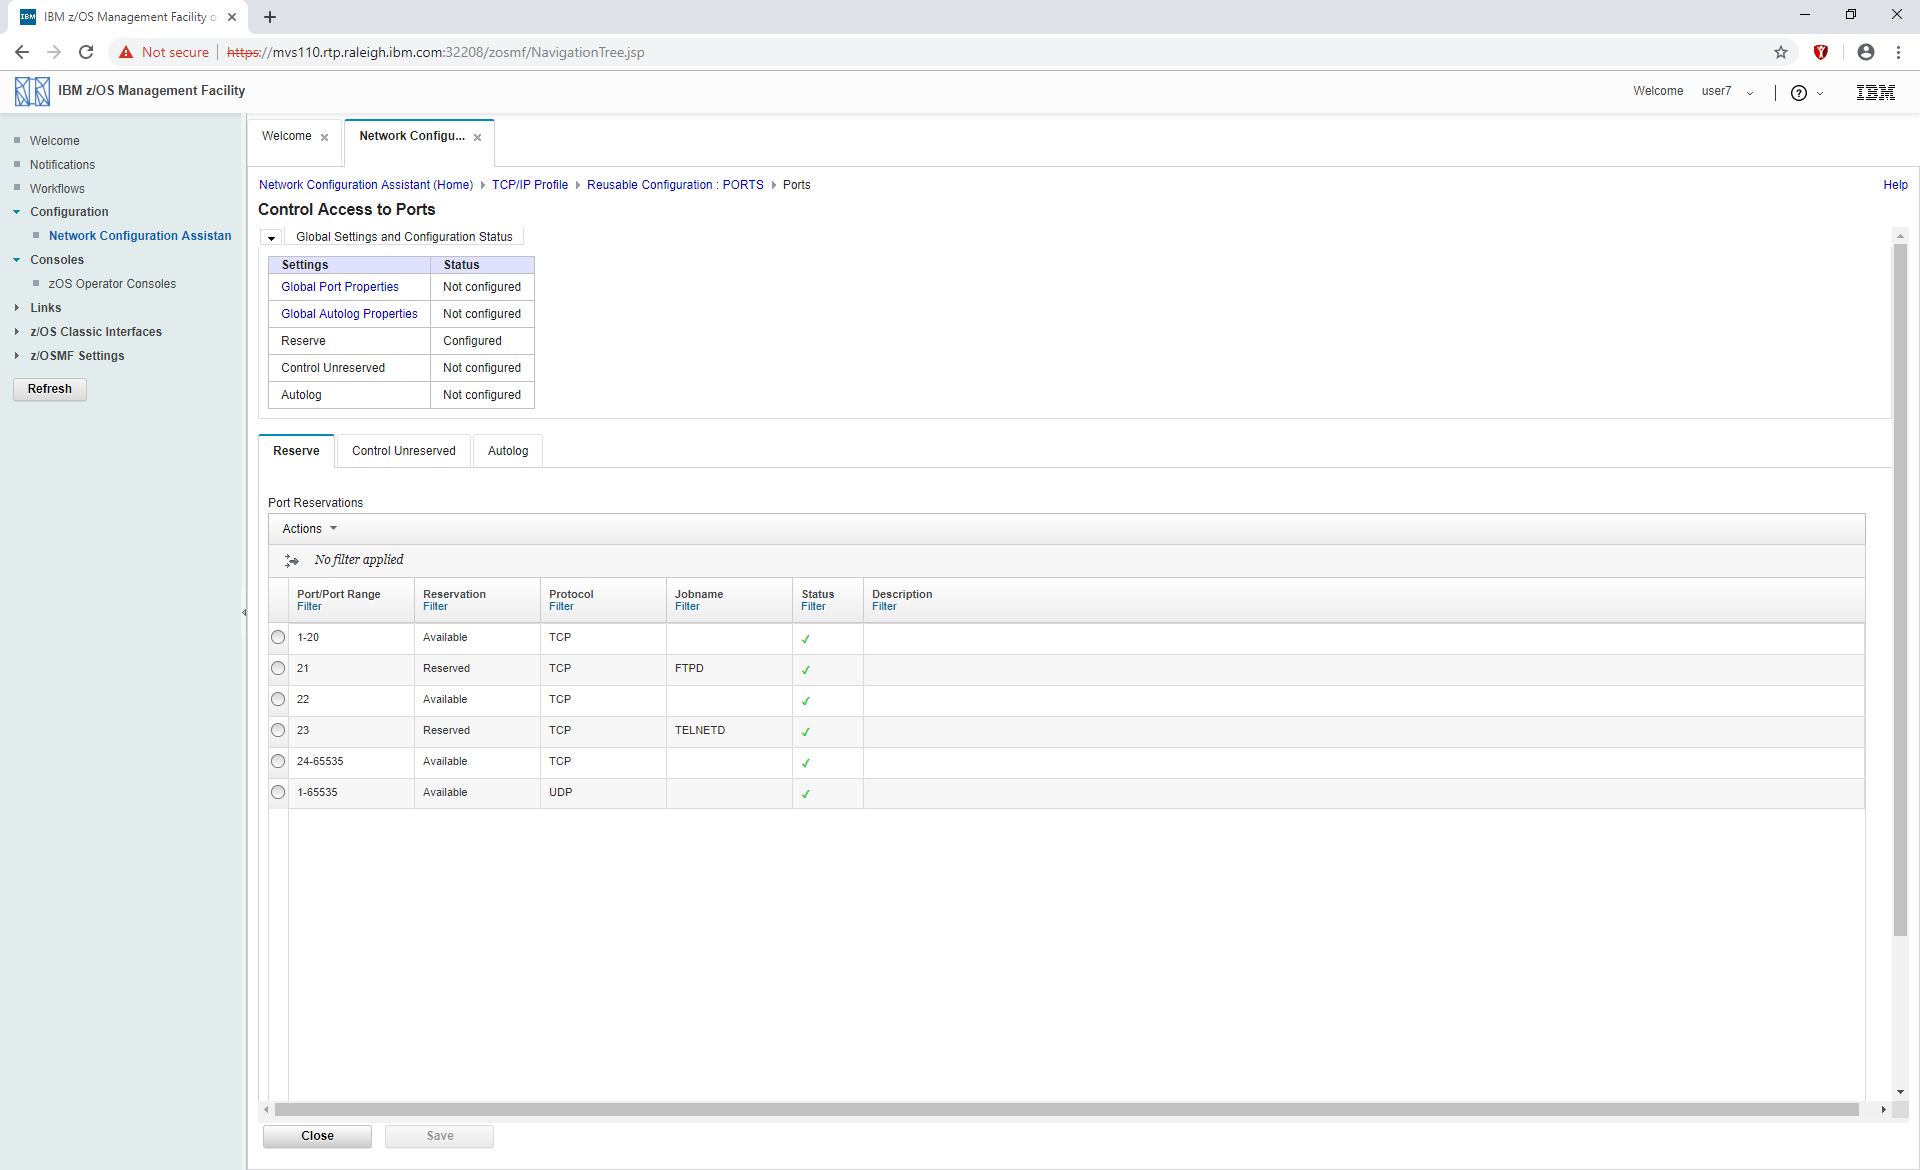 IBM IBM z/OS Management Facility o
Not secure https://mvs110.rtp.raleigh.ibm.com:32208/zosmf/NavigationTree.jsp
IBM z/OS Management Facility
Welcome user7 ? IBM
Welcome
Notifications
Workflows
Configuration
Network Configuration Assistan
Consoles
zOS Operator Consoles
Links
z/OS Classic Interfaces
z/OSMF Settings
Refresh
Welcome Network Configu...
Network Configuration Assistant (Home) TCP/IP Profile Reusable Configuration : PORTS Ports Help
Control Access to Ports
Global Settings and Configuration Status
Settings Status
Global Port Properties Not configured
Global Autolog Properties Not configured
Reserve Configured
Control Unreserved Not configured
Autolog Not configured
Reserve Control Unreserved Autolog
Port Reservations
Actions
No filter applied
Port/Port Range Reservation Protocol Jobname Status Description
Filter Filter Filter Filter Filter Filter
1-20 Available TCP
21 Reserved TCP FTPD
22 Available TCP
23 Reserved TCP TELNETD
24-65535 Available TCP
1-65535 Available UDP
Close Save